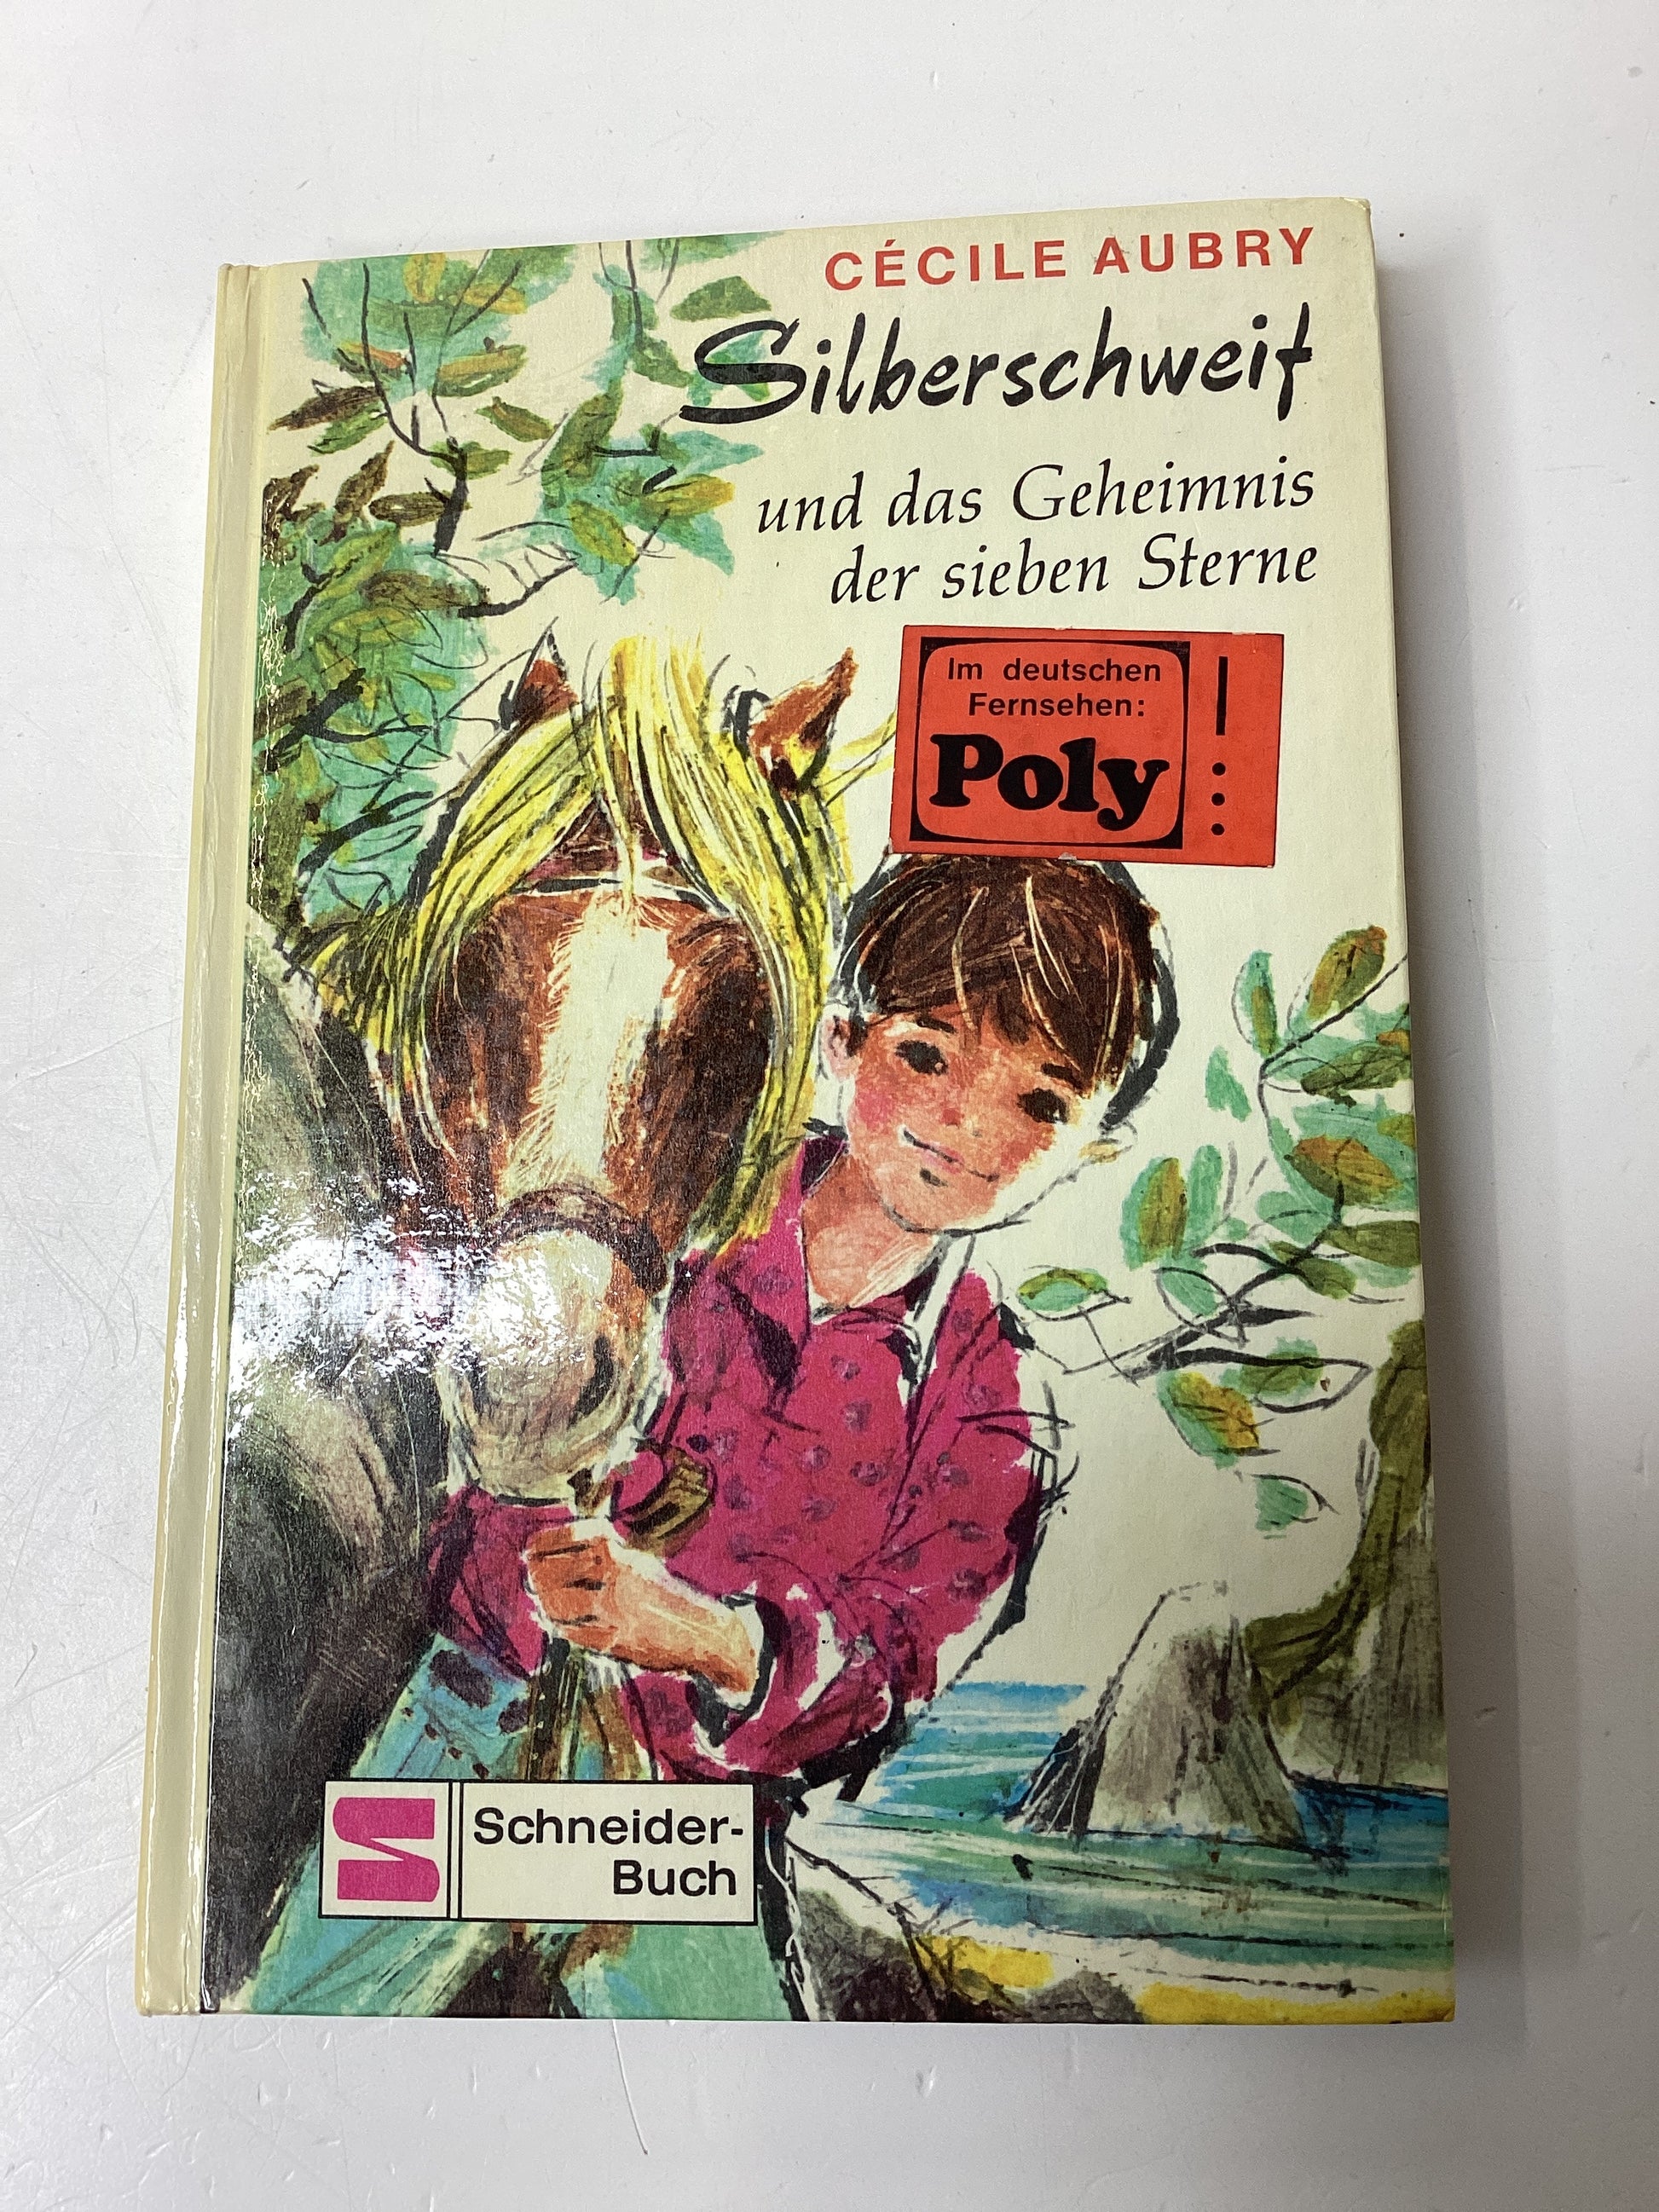 CÉCILE AUBRY
Silberschweif
und das Geheimnis
der sieben Sterne
Im deutschen
Fernsehen:
Poly
Schneider-
Buch